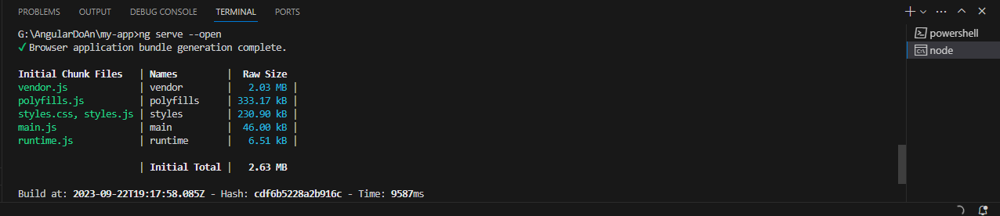 PROBLEMS OUTPUT DEBUG CONSOLE TERMINAL PORTS
G:\AngularDoAn\my-app>ng serve --open
✓ Browser application bundle generation complete.
Initial Chunk Files | Names | Raw Size
vendor.js | vendor | 2.03 MB |
polyfills.js | polyfills | 333.17 kB |
styles.css, styles.js | styles | 230.90 kB |
main.js | main | 46.00 kB |
runtime.js | runtime | 6.51 kB |
| Initial Total | 2.63 MB
Build at: 2023-09-22T19:17:58.085Z - Hash: cdf6b5228a2b916c - Time: 9587ms
powershell
node